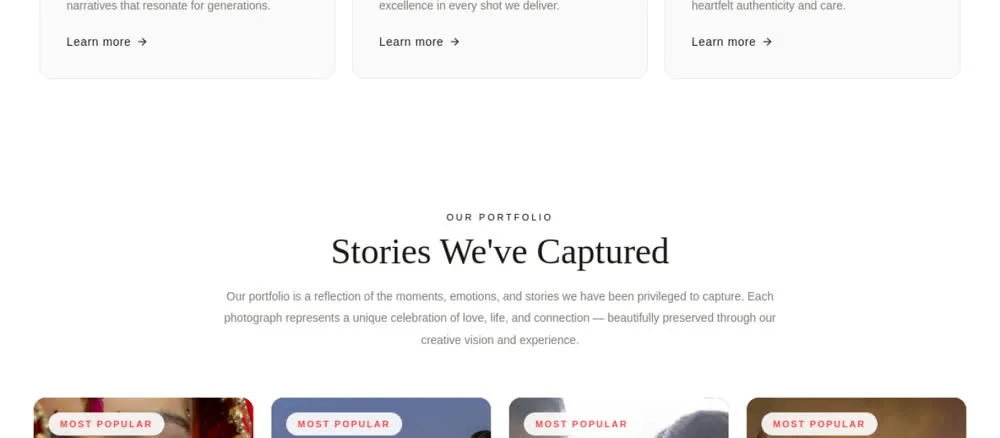 narratives that resonate for generations.
excellence in every shot we deliver.
heartfelt authenticity and care.
Learn more →
Learn more →
Learn more →
OUR PORTFOLIO
Stories We've Captured
Our portfolio is a reflection of the moments, emotions, and stories we have been privileged to capture. Each
photograph represents a unique celebration of love, life, and connection — beautifully preserved through our
creative vision and experience.
MOST POPULAR
MOST POPULAR
MOST POPULAR
MOST POPULAR